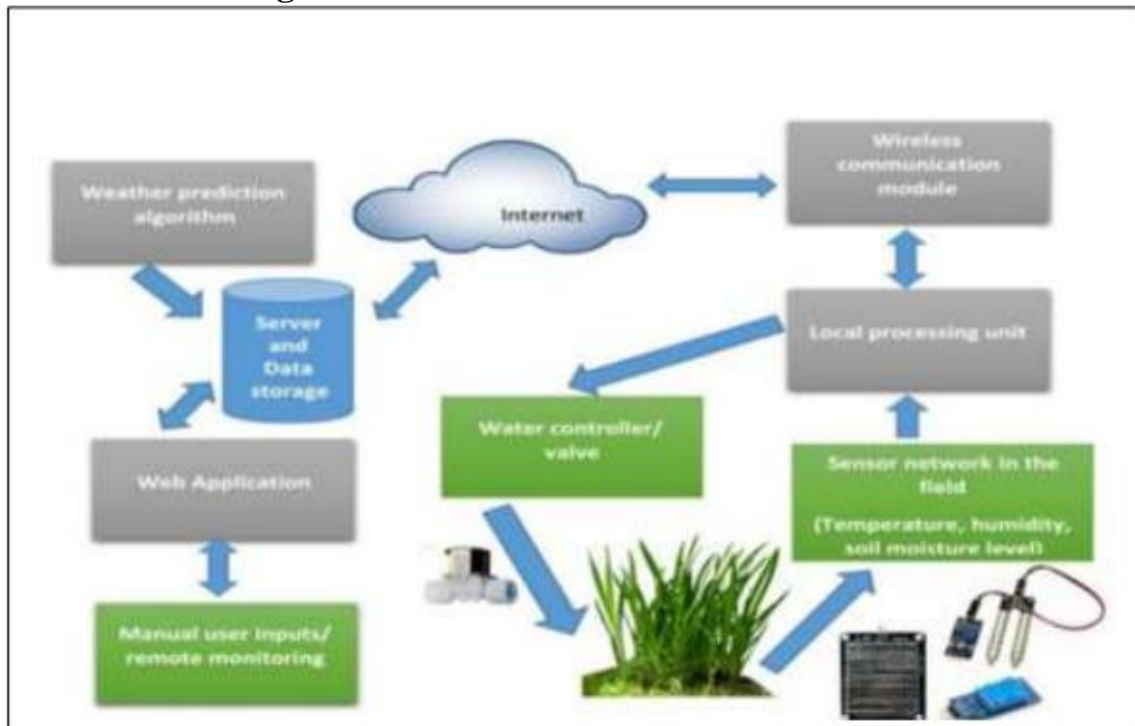 Weather prediction
algorithm
Internet
Wireless
communication
module
Server
and
Data
storage
Local processing unit
Water controller/
valve
Web Application
Sensor network in the
field
(Temperature, humidity,
soil moisture level)
Manual user inputs/
remote monitoring